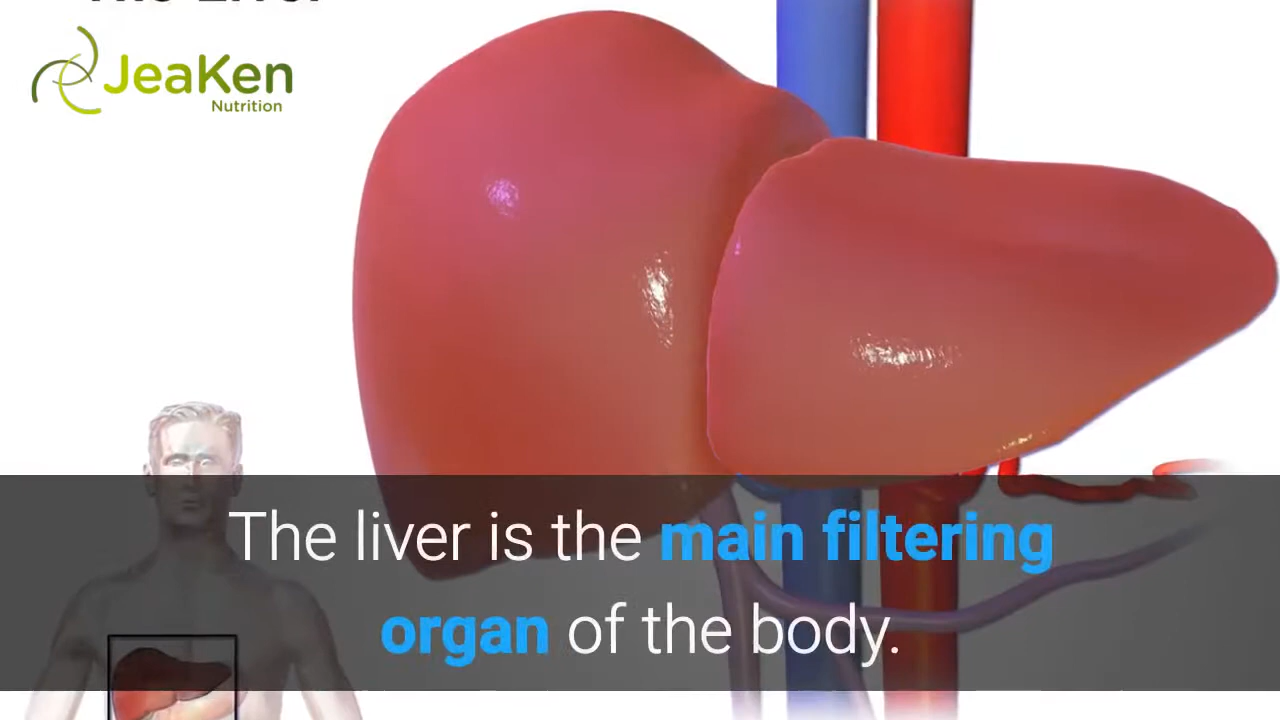 JeaKen
Nutrition
The liver is the main filtering
organ of the body.